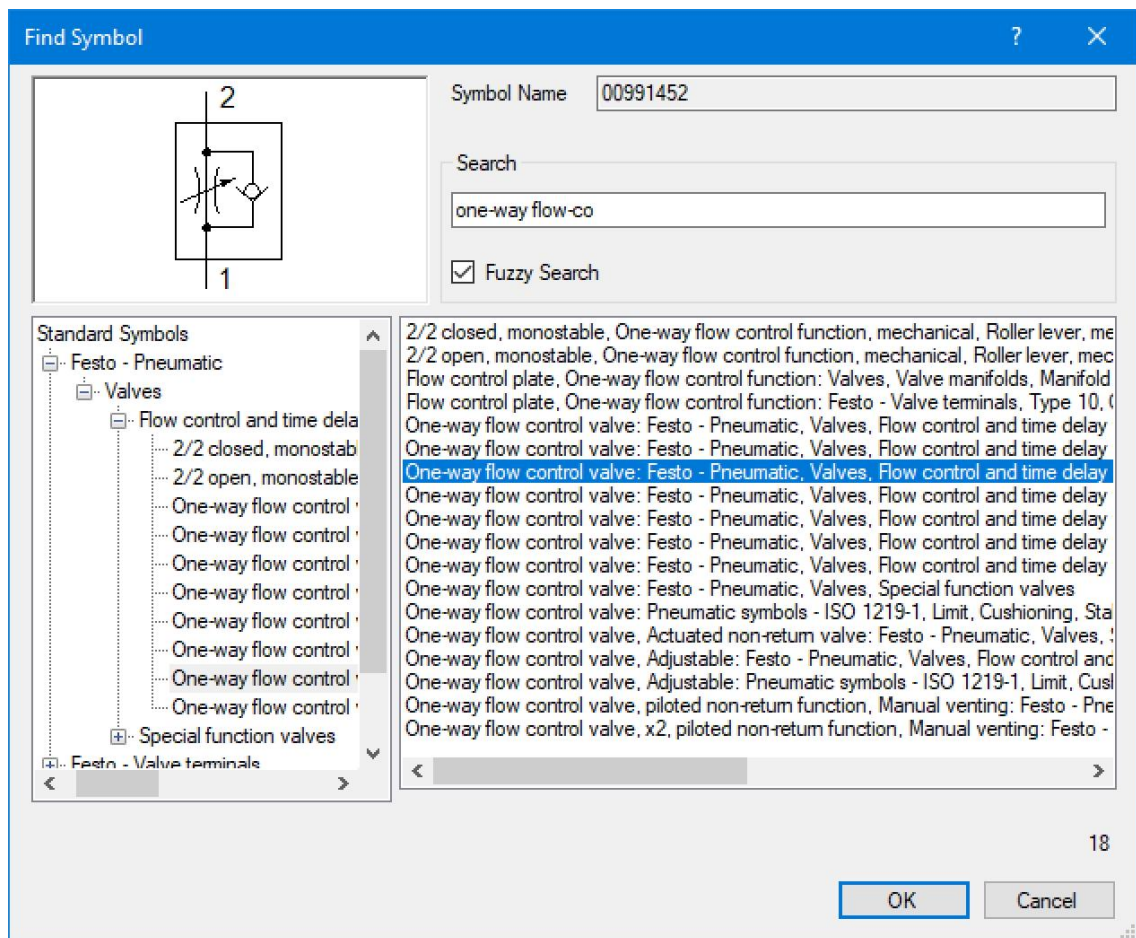 Find Symbol
?
2
1
Symbol Name
00991452
Search
one-way flow-co
Fuzzy Search
Standard Symbols
Festo - Pneumatic
Valves
Flow control and time dela
2/2 closed, monostabl
2/2 open, monostable
One-way flow control
One-way flow control
One-way flow control
One-way flow control
One-way flow control
One-way flow control
One-way flow control
One-way flow control
Special function valves
Festo - Valve terminals
2/2 closed, monostable, One-way flow control function, mechanical, Roller lever, me
2/2 open, monostable, One-way flow control function, mechanical, Roller lever, mec
Flow control plate, One-way flow control function: Valves, Valve manifolds, Manifold
Flow control plate, One-way flow control function: Festo - Valve terminals, Type 10,
One-way flow control valve: Festo - Pneumatic, Valves, Flow control and time delay
One-way flow control valve: Festo - Pneumatic, Valves, Flow control and time delay
One-way flow control valve: Festo - Pneumatic, Valves, Flow control and time delay
One-way flow control valve: Festo - Pneumatic, Valves, Flow control and time delay
One-way flow control valve: Festo - Pneumatic, Valves, Flow control and time delay
One-way flow control valve: Festo - Pneumatic, Valves, Flow control and time delay
One-way flow control valve: Festo - Pneumatic, Valves, Flow control and time delay
One-way flow control valve: Festo - Pneumatic, Valves, Special function valves
One-way flow control valve: Pneumatic symbols - ISO 1219-1, Limit, Cushioning, Stal
One-way flow control valve, Actuated non-return valve: Festo - Pneumatic, Valves,
One-way flow control valve, Adjustable: Festo - Pneumatic, Valves, Flow control and
One-way flow control valve, Adjustable: Pneumatic symbols - ISO 1219-1, Limit, Cusl
One-way flow control valve, piloted non-return function, Manual venting: Festo - Pne
One-way flow control valve, x2, piloted non-return function, Manual venting: Festo -
18
OK
Cancel